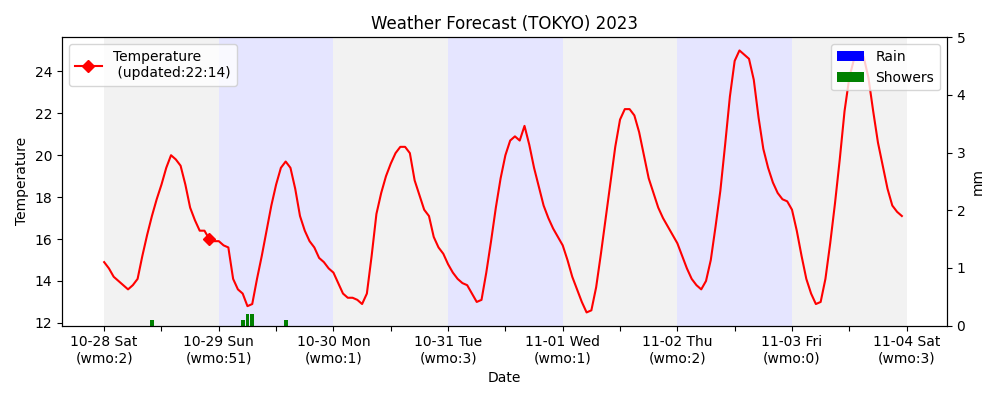 Weather Forecast (TOKYO) 2023
Temperature
(updated:22:14)
Rain
Showers
24
22
20
18
16
14
12
Temperature
5
4
3
2
1
0
mm
10-28 Sat
(wmo:2)
10-29 Sun
(wmo:51)
10-30 Mon
(wmo:1)
10-31 Tue
(wmo:3)
11-01 Wed
(wmo:1)
11-02 Thu
(wmo:2)
11-03 Fri
(wmo:0)
11-04 Sat
(wmo:3)
Date